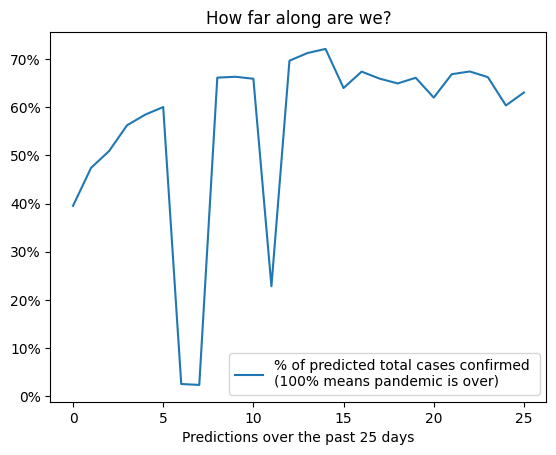 How far along are we?
70%
60%
50%
40%
30%
20%
10%
0%
% of predicted total cases confirmed
(100% means pandemic is over)
0 5 10 15 20 25
Predictions over the past 25 days